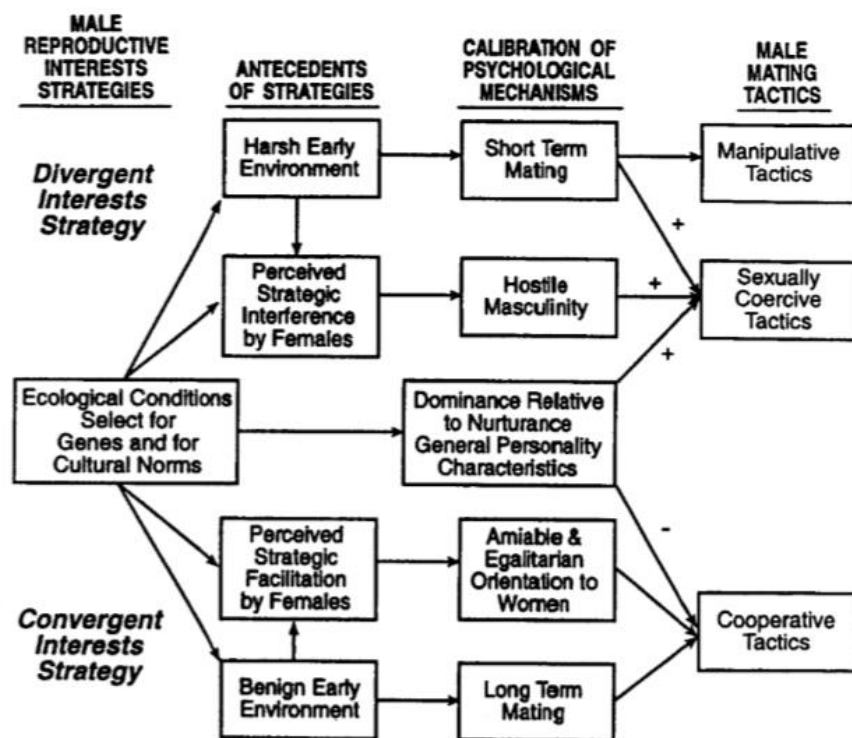 MALE
REPRODUCTIVE
INTERESTS
STRATEGIES
ANTECEDENTS
OF STRATEGIES
CALIBRATION OF
PSYCHOLOGICAL
MECHANISMS
MALE
MATING
TACTICS
Divergent
Interests
Strategy
Harsh Early
Environment
Short Term
Mating
Manipulative
Tactics
+
Perceived
Strategic
Interference
by Females
Hostile
Masculinity
+
Sexually
Coercive
Tactics
+
Ecological Conditions
Select for
Genes and for
Cultural Norms
Dominance Relative
to Nurturance
General Personality
Characteristics
-
Perceived
Strategic
Facilitation
by Females
Amiable &
Egalitarian
Orientation to
Women
Cooperative
Tactics
Convergent
Interests
Strategy
Benign Early
Environment
Long Term
Mating